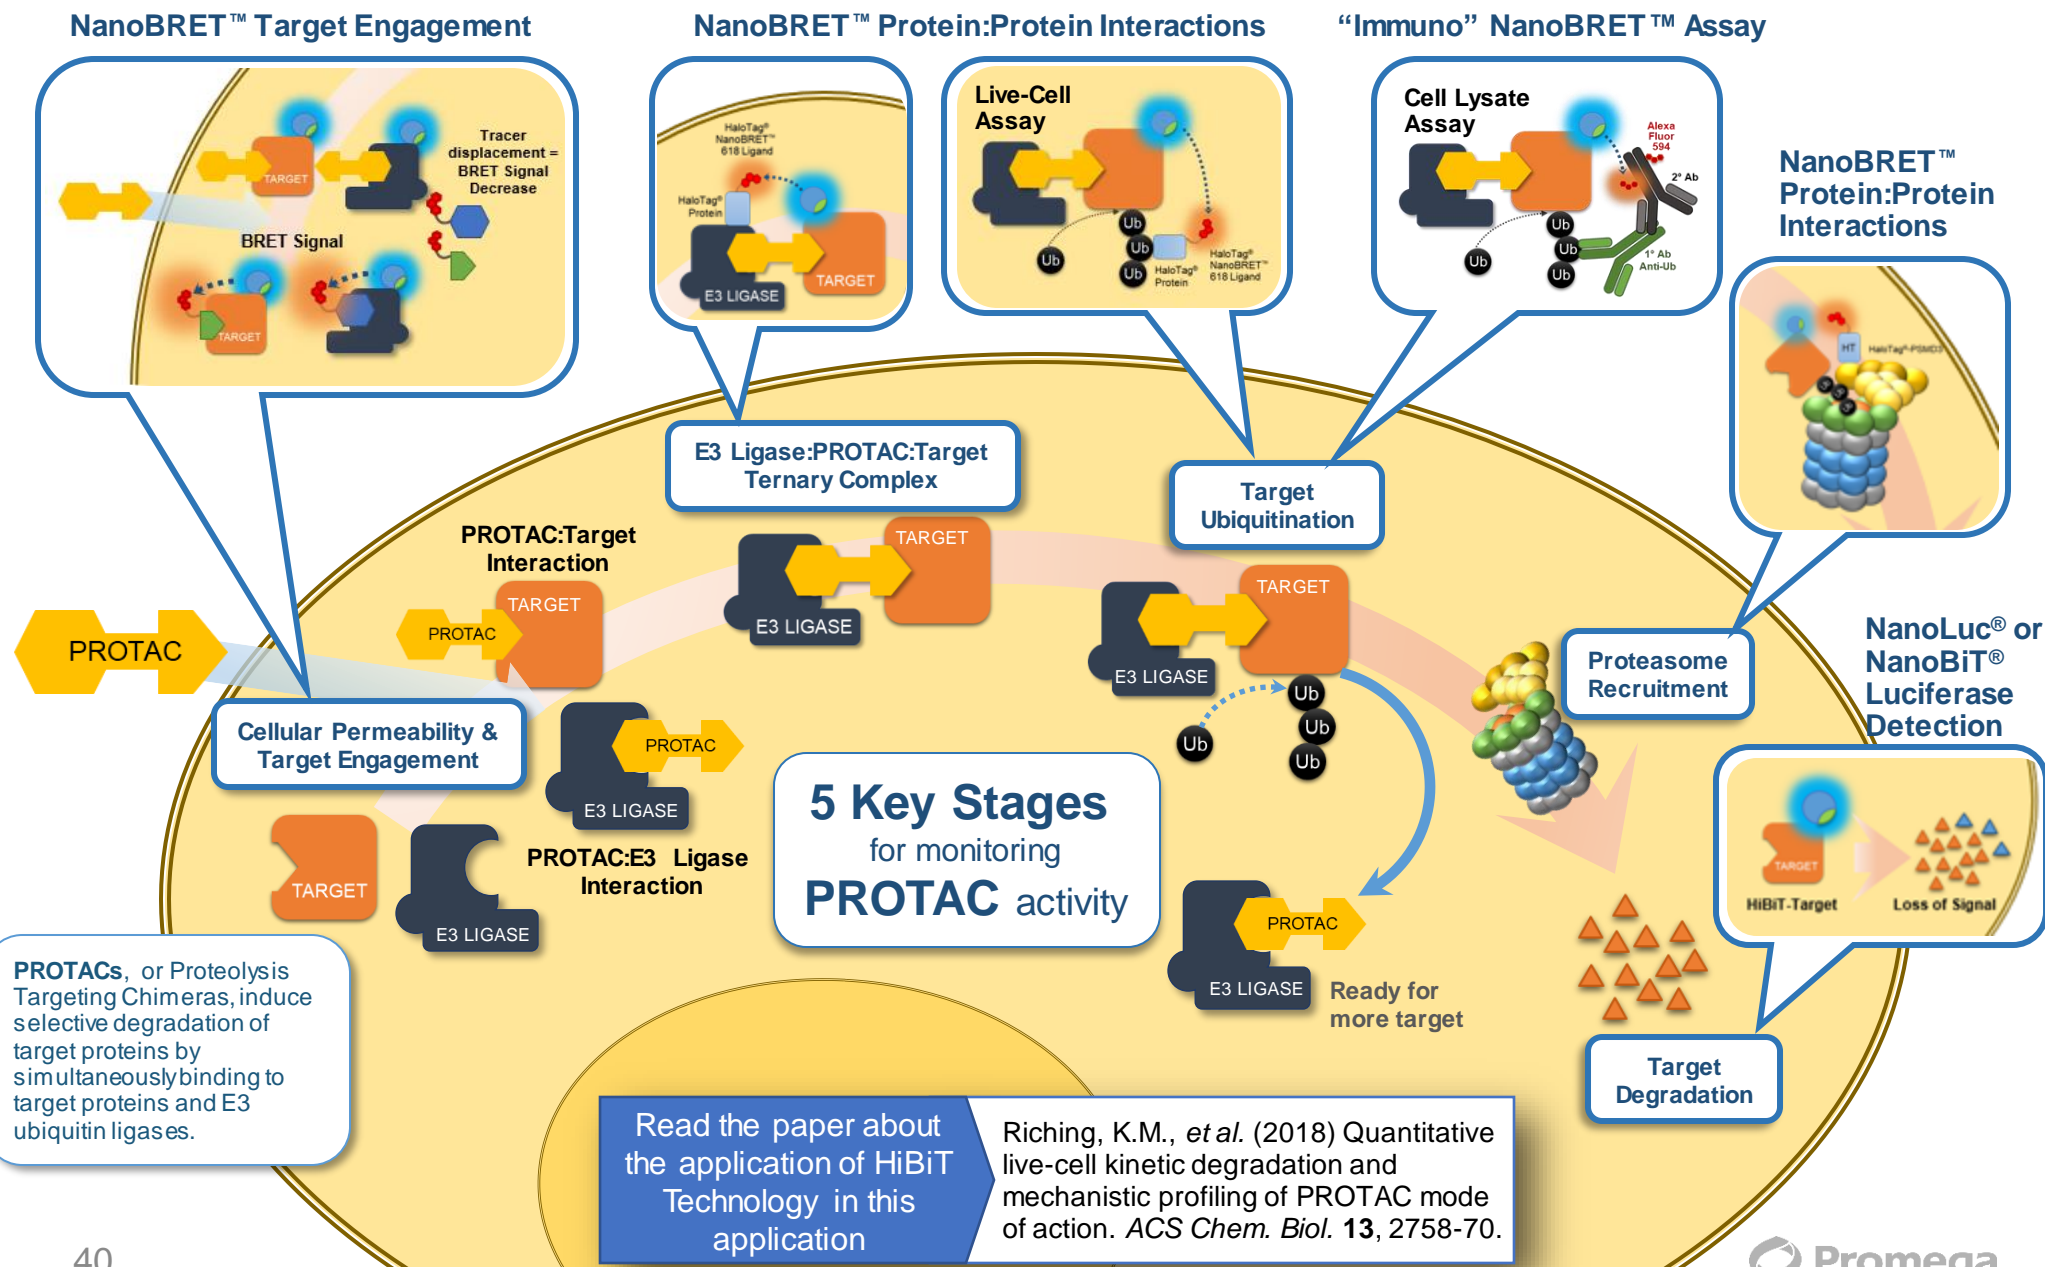 NanoBRET™ Target Engagement
NanoBRET™ Protein:Protein Interactions
“Immuno” NanoBRET™ Assay
Tracer
displacement =
BRET Signal
Decrease
TARGET
BRET Signal
TARGET
HaloTag®
NanoBRET™
618 Ligand
HaloTag®
Protein
E3 LIGASE
TARGET
Live-Cell
Assay
Ub
Ub
Ub
Ub
HaloTag®
Protein
HaloTag®
NanoBRET™
618 Ligand
Cell Lysate
Assay
Alexa
Fluor
594
2° Ab
Ub
Ub
Ub
Ub
1° Ab
Anti-Ub
NanoBRET™
Protein:Protein
Interactions
HT
HaloTag®-PSMD3
E3 Ligase:PROTAC:Target
Ternary Complex
Target
Ubiquitination
PROTAC:Target
Interaction
TARGET
PROTAC
TARGET
E3 LIGASE
TARGET
E3 LIGASE
Ub
Ub
Ub
Ub
PROTAC
Cellular Permeability &
Target Engagement
PROTAC
E3 LIGASE
PROTAC:E3 Ligase
Interaction
TARGET
E3 LIGASE
5 Key Stages
for monitoring
PROTAC activity
Proteasome
Recruitment
NanoLuc® or
NanoBiT®
Luciferase
Detection
TARGET
HiBiT-Target
Loss of Signal
PROTAC
E3 LIGASE
Ready for
more target
Target
Degradation
PROTACs, or Proteolysis
Targeting Chimeras, induce
selective degradation of
target proteins by
simultaneously binding to
target proteins and E3
ubiquitin ligases.
Read the paper about
the application of HiBiT
Technology in this
application
Riching, K.M., et al. (2018) Quantitative
live-cell kinetic degradation and
mechanistic profiling of PROTAC mode
of action. ACS Chem. Biol. 13, 2758-70.
40
Promega